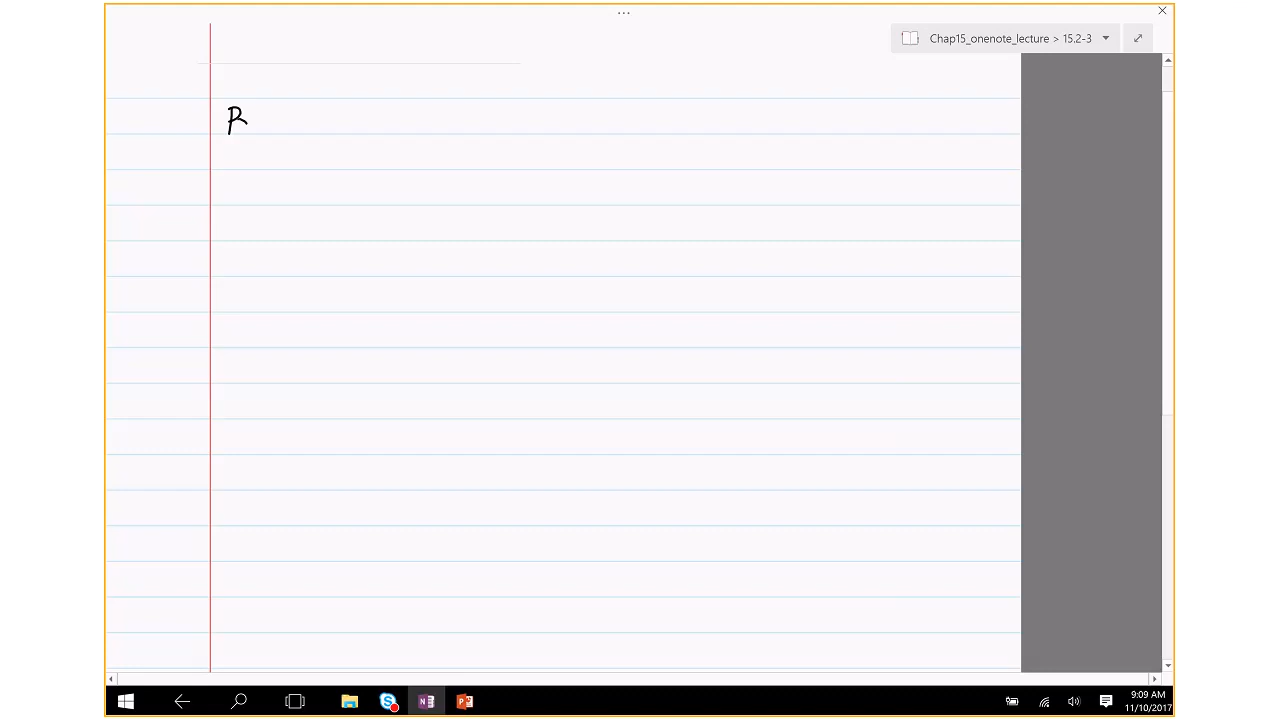 ...
Chap15_onenote_lecture > 15.2-3
R
9:09 AM
11/10/2017